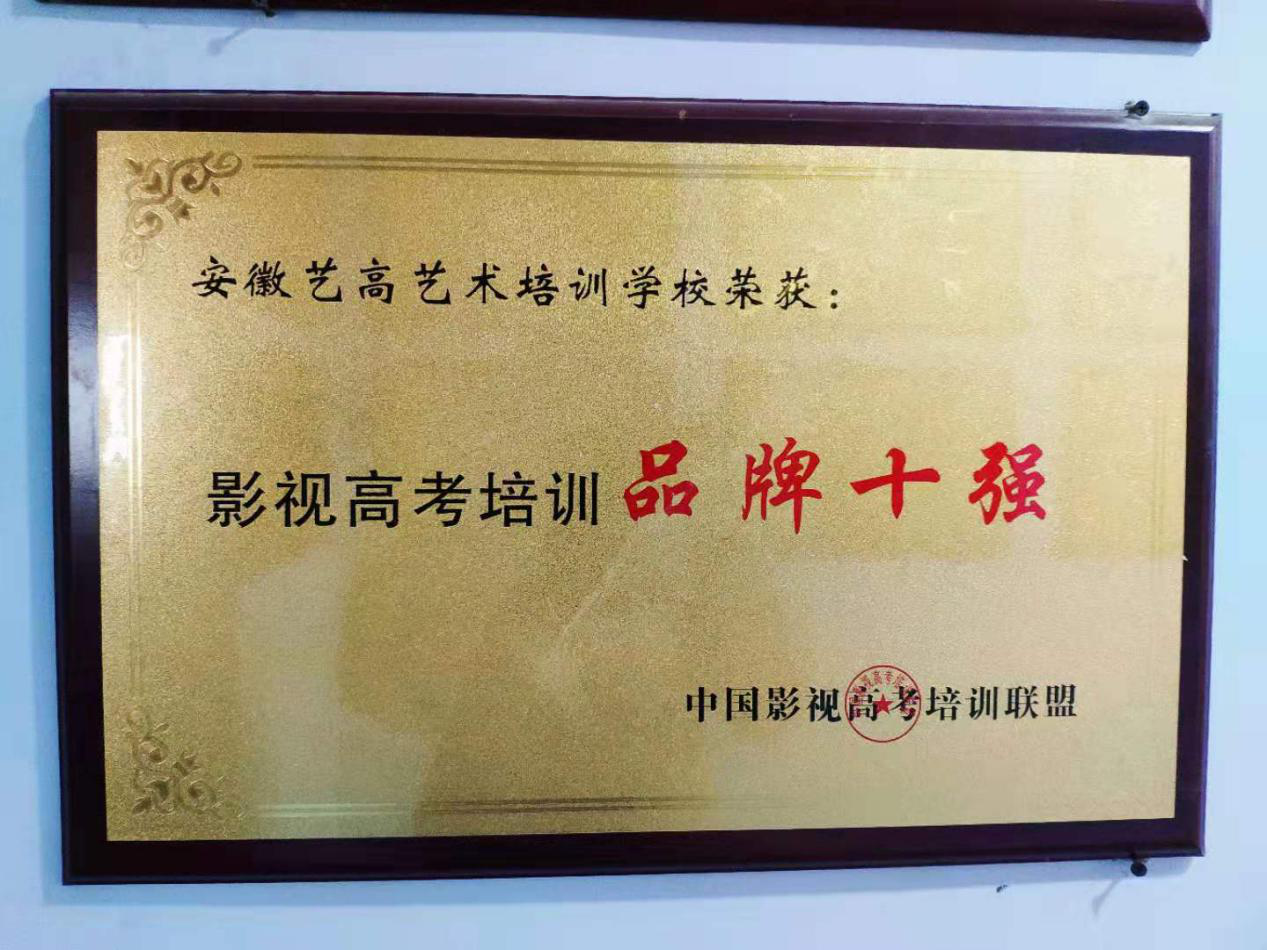 安徽艺高艺术培训学校荣获：
影视高考培训品牌十强
中国影视高考培训联盟